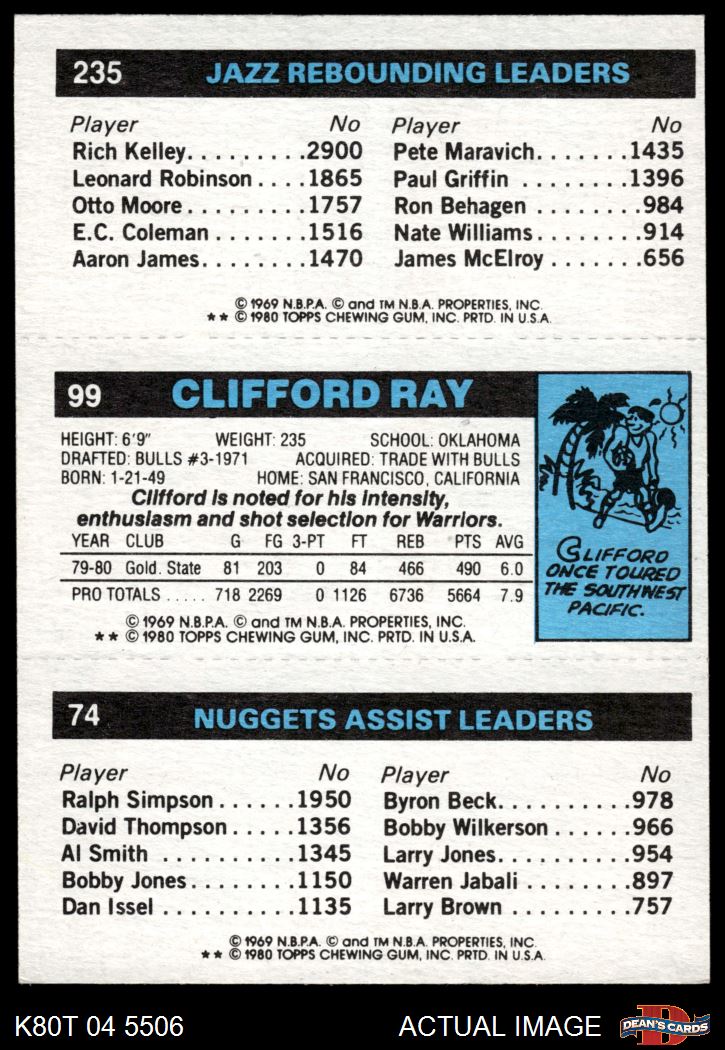 235 JAZZ REBOUNDING LEADERS
Player No Player No
Rich Kelley. . . . . . . . .2900 Pete Maravich. . . . . . .1435
Leonard Robinson . . . .1865 Paul Griffin . . . . . . . .1396
Otto Moore. . . . . . . . .1757 Ron Behagen . . . . . . . .984
E.C. Coleman . . . . . . .1516 Nate Williams. . . . . . . .914
Aaron James. . . . . . . .1470 James McElroy . . . . . . .656
© 1969 N.B.P.A. © and TM N.B.A. PROPERTIES, INC.
** © 1980 TOPPS CHEWING GUM, INC. PRTD. IN U.S.A.
99 CLIFFORD RAY
HEIGHT: 6'9" WEIGHT: 235 SCHOOL: OKLAHOMA
DRAFTED: BULLS #3-1971 ACQUIRED: TRADE WITH BULLS
BORN: 1-21-49 HOME: SAN FRANCISCO, CALIFORNIA
Clifford is noted for his intensity,
enthusiasm and shot selection for Warriors.
YEAR CLUB G FG 3-PT FT REB PTS AVG
79-80 Gold. State 81 203 0 84 466 490 6.0
PRO TOTALS . . . . . 718 2269 0 1126 6736 5664 7.9
© 1969 N.B.P.A. © and TM N.B.A. PROPERTIES, INC.
** © 1980 TOPPS CHEWING GUM, INC. PRTD. IN U.S.A.
CLIFFORD
ONCE TOURED
THE SOUTHWEST
PACIFIC.
74 NUGGETS ASSIST LEADERS
Player No Player No
Ralph Simpson . . . . . .1950 Byron Beck. . . . . . . . . .978
David Thompson . . . . .1356 Bobby Wilkerson . . . . . .966
Al Smith . . . . . . . . . .1345 Larry Jones. . . . . . . . . .954
Bobby Jones. . . . . . . .1150 Warren Jabali . . . . . . . .897
Dan Issel . . . . . . . . . .1135 Larry Brown . . . . . . . . .757
© 1969 N.B.P.A. © and TM N.B.A. PROPERTIES, INC.
** © 1980 TOPPS CHEWING GUM, INC. PRTD. IN U.S.A.
K80T 04 5506 ACTUAL IMAGE D DEAN'S CARDS